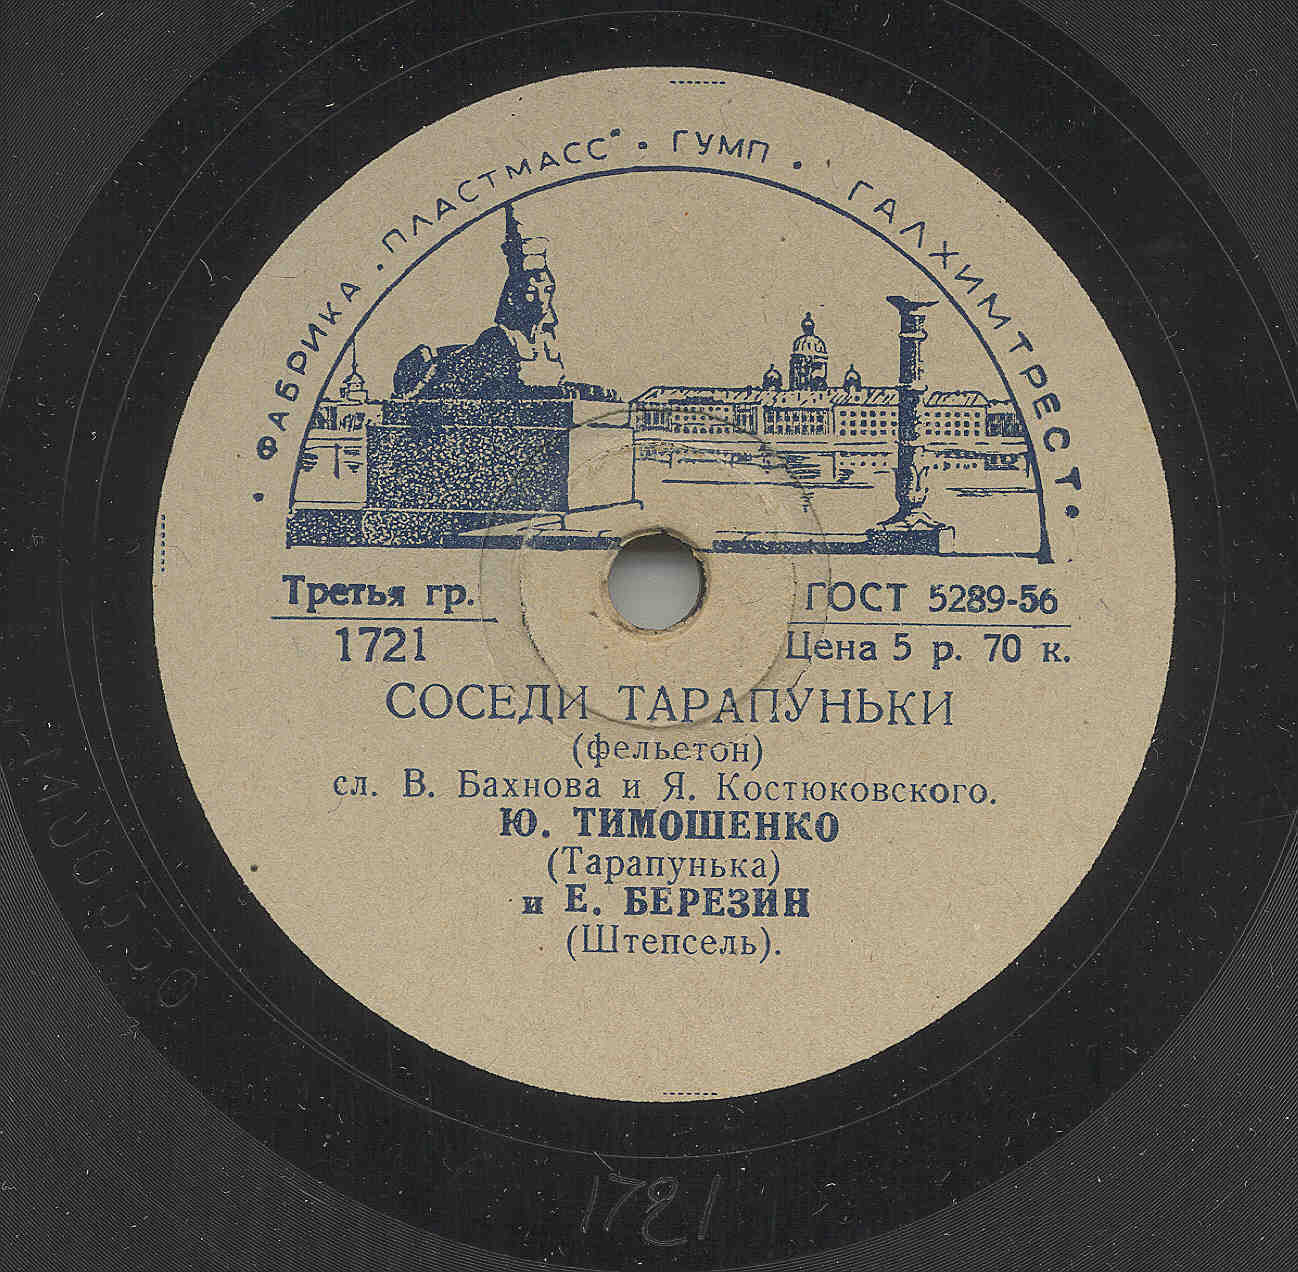 • ФАБРИКА • ПЛАСТМАСС" • ГУМП • ГАЛХИМТРЕСТ •
Третья гр.
1721
ГОСТ 5289-56
Цена 5 р. 70 к.
СОСЕДИ ТАРАПУНЬКИ
(фельетон)
сл. В. Бахнова и Я. Костюковского.
Ю. ТИМОШЕНКО
(Тарапунька)
и Е. БЕРЕЗИН
(Штепсель).
1721